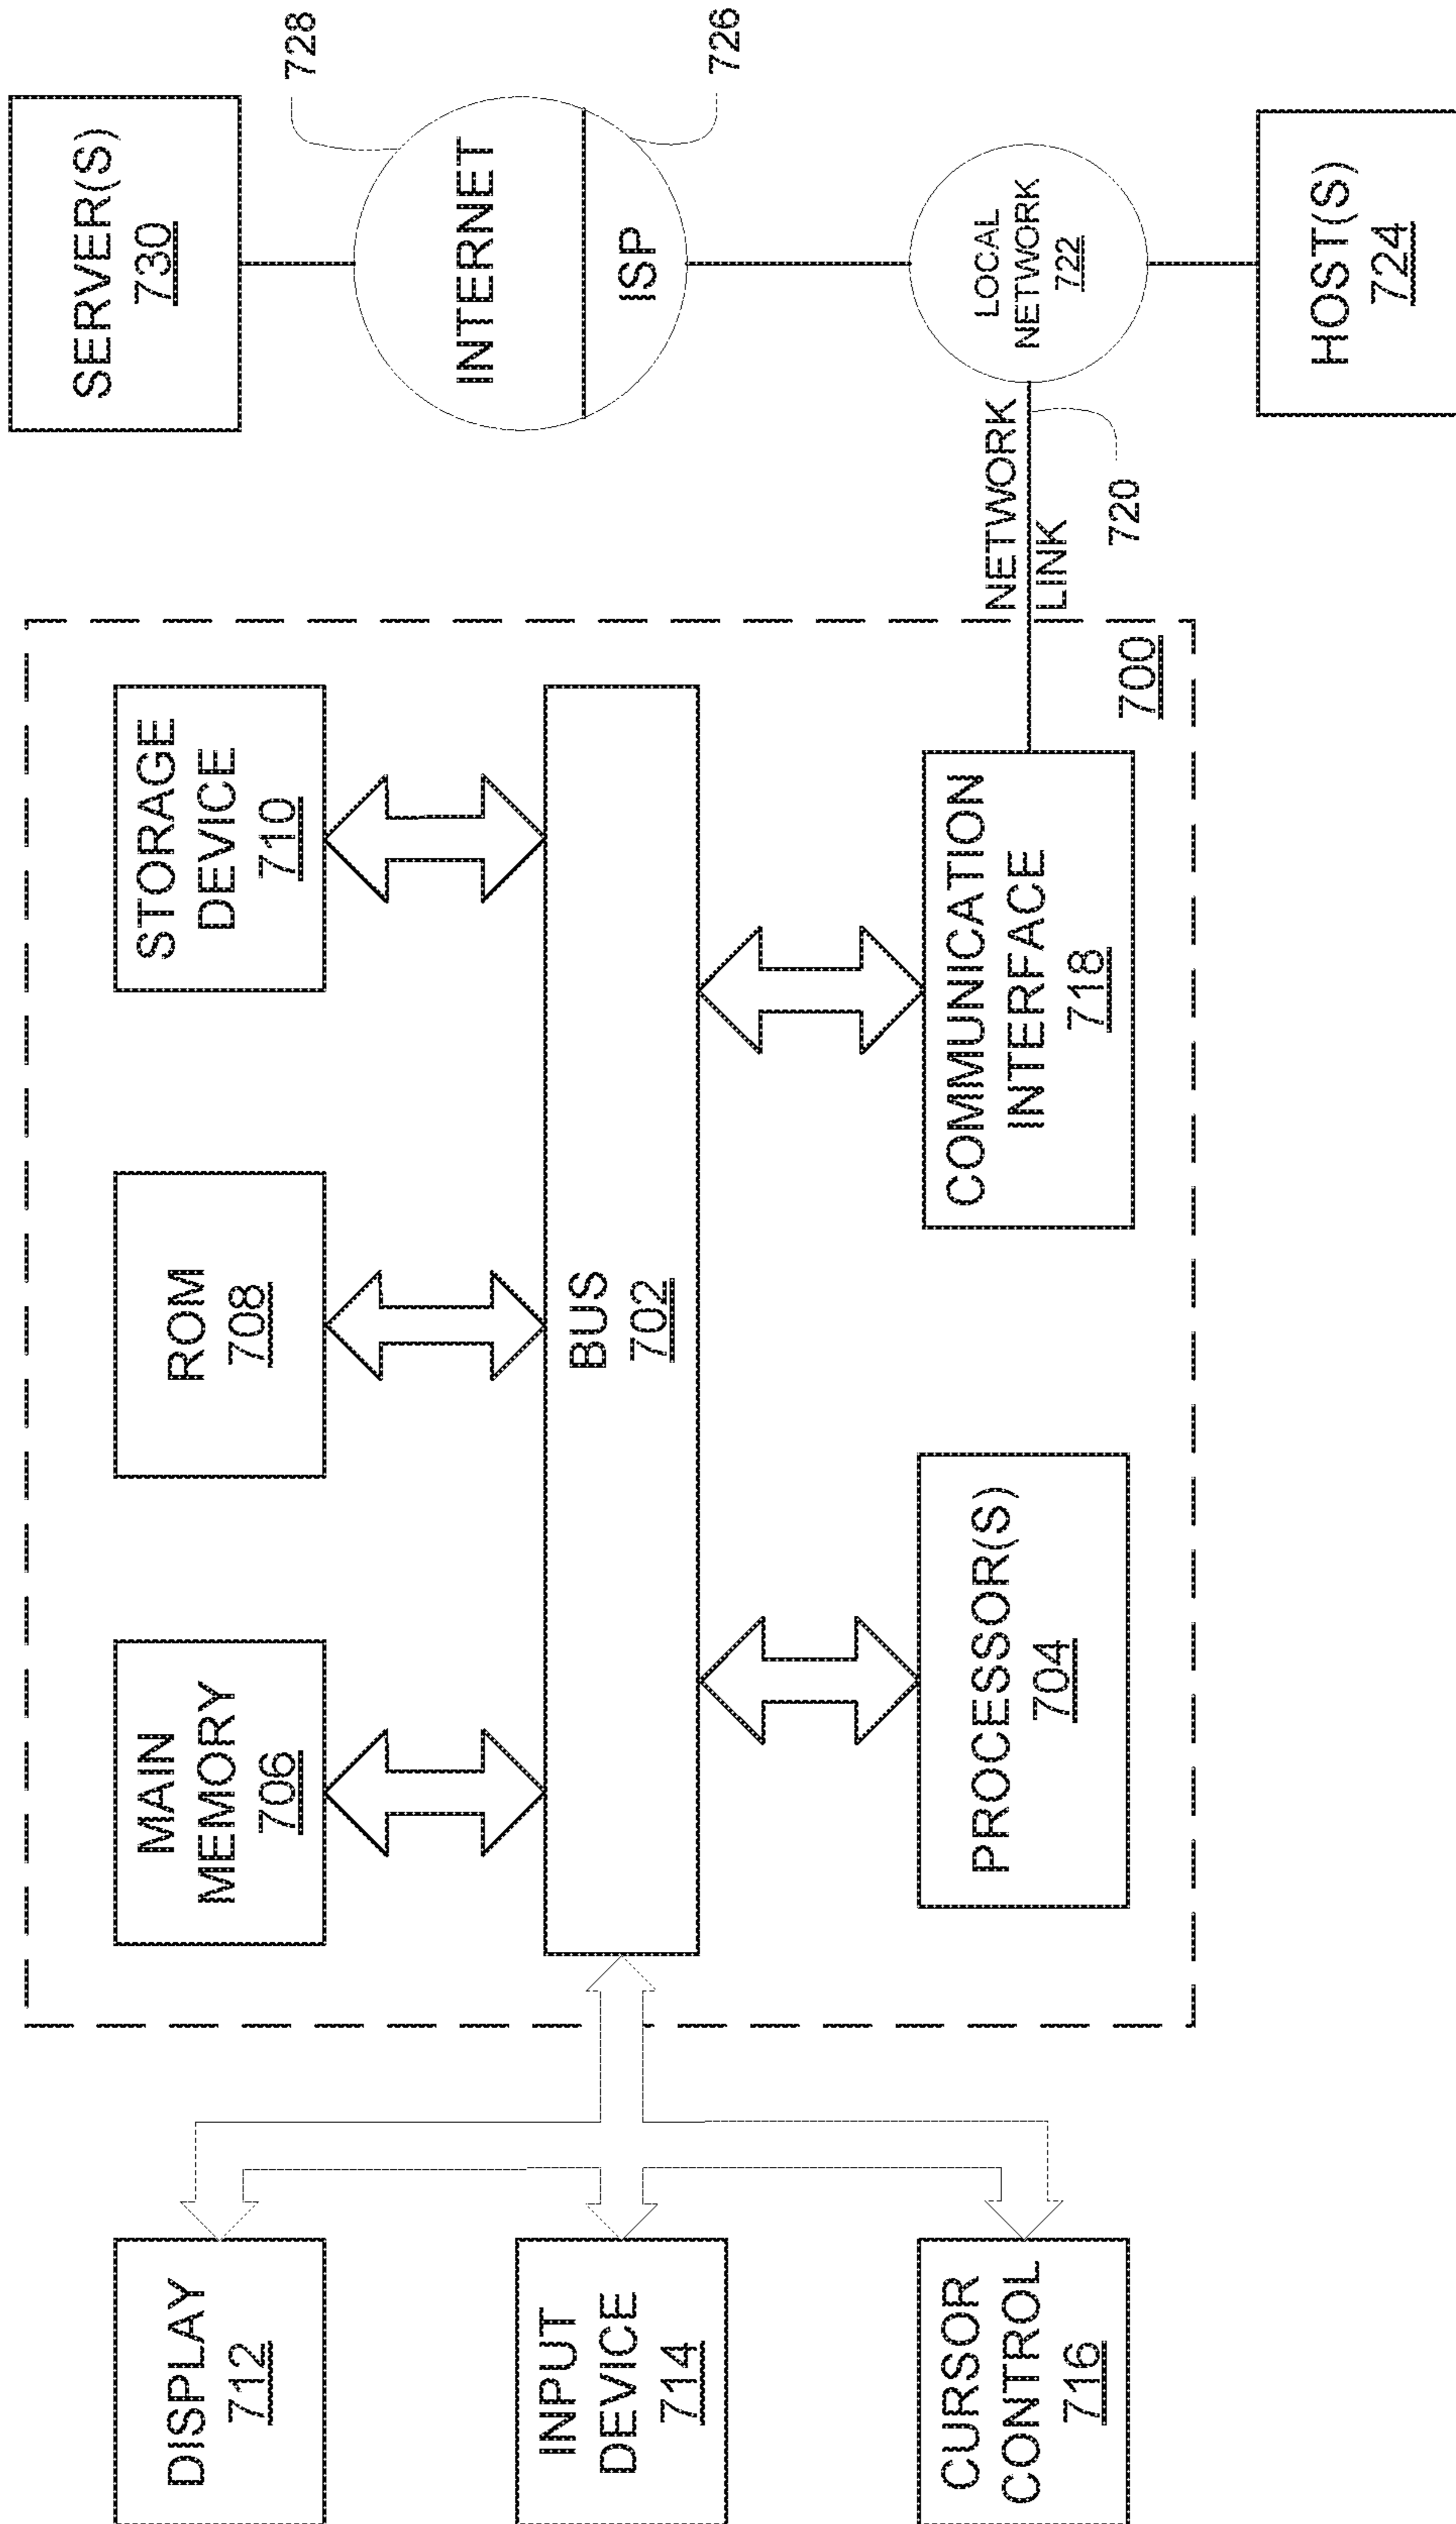 DISPLAY
712
INPUT
DEVICE
714
CURSOR
CONTROL
716
MAIN
MEMORY
706
ROM
708
STORAGE
DEVICE
710
BUS
702
PROCESSOR(S)
704
COMMUNICATION
INTERFACE
718
700
NETWORK
LINK
720
SERVER(S)
730
728
INTERNET
ISP
726
LOCAL
NETWORK
722
HOST(S)
724